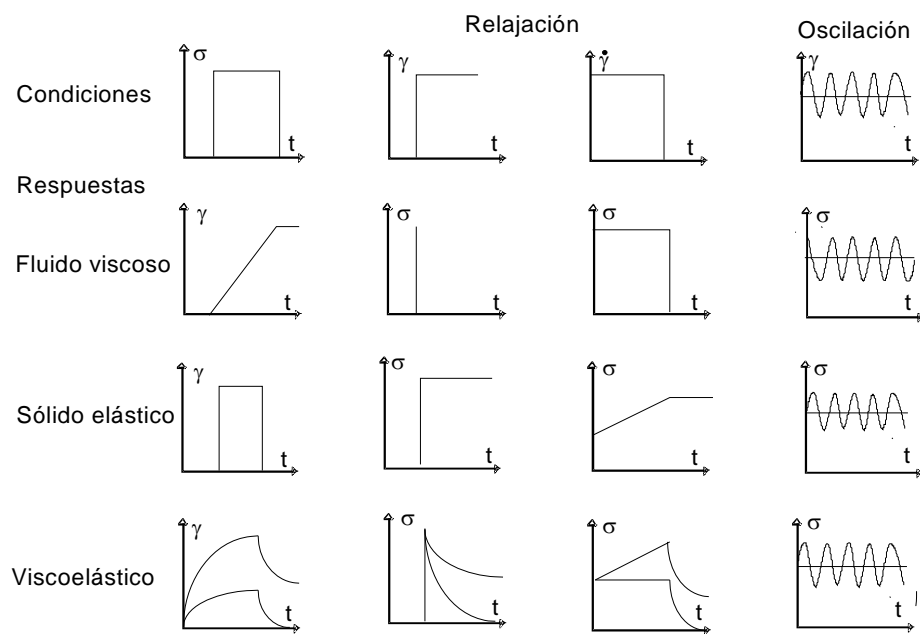 Relajación
Oscilación
σ
γ
γ̇
γ
Condiciones
t
t
t
t
Respuestas
γ
σ
σ
σ
Fluido viscoso
t
t
t
t
γ
σ
σ
σ
Sólido elástico
t
t
t
t
γ
σ
σ
σ
Viscoelástico
t
t
t
t